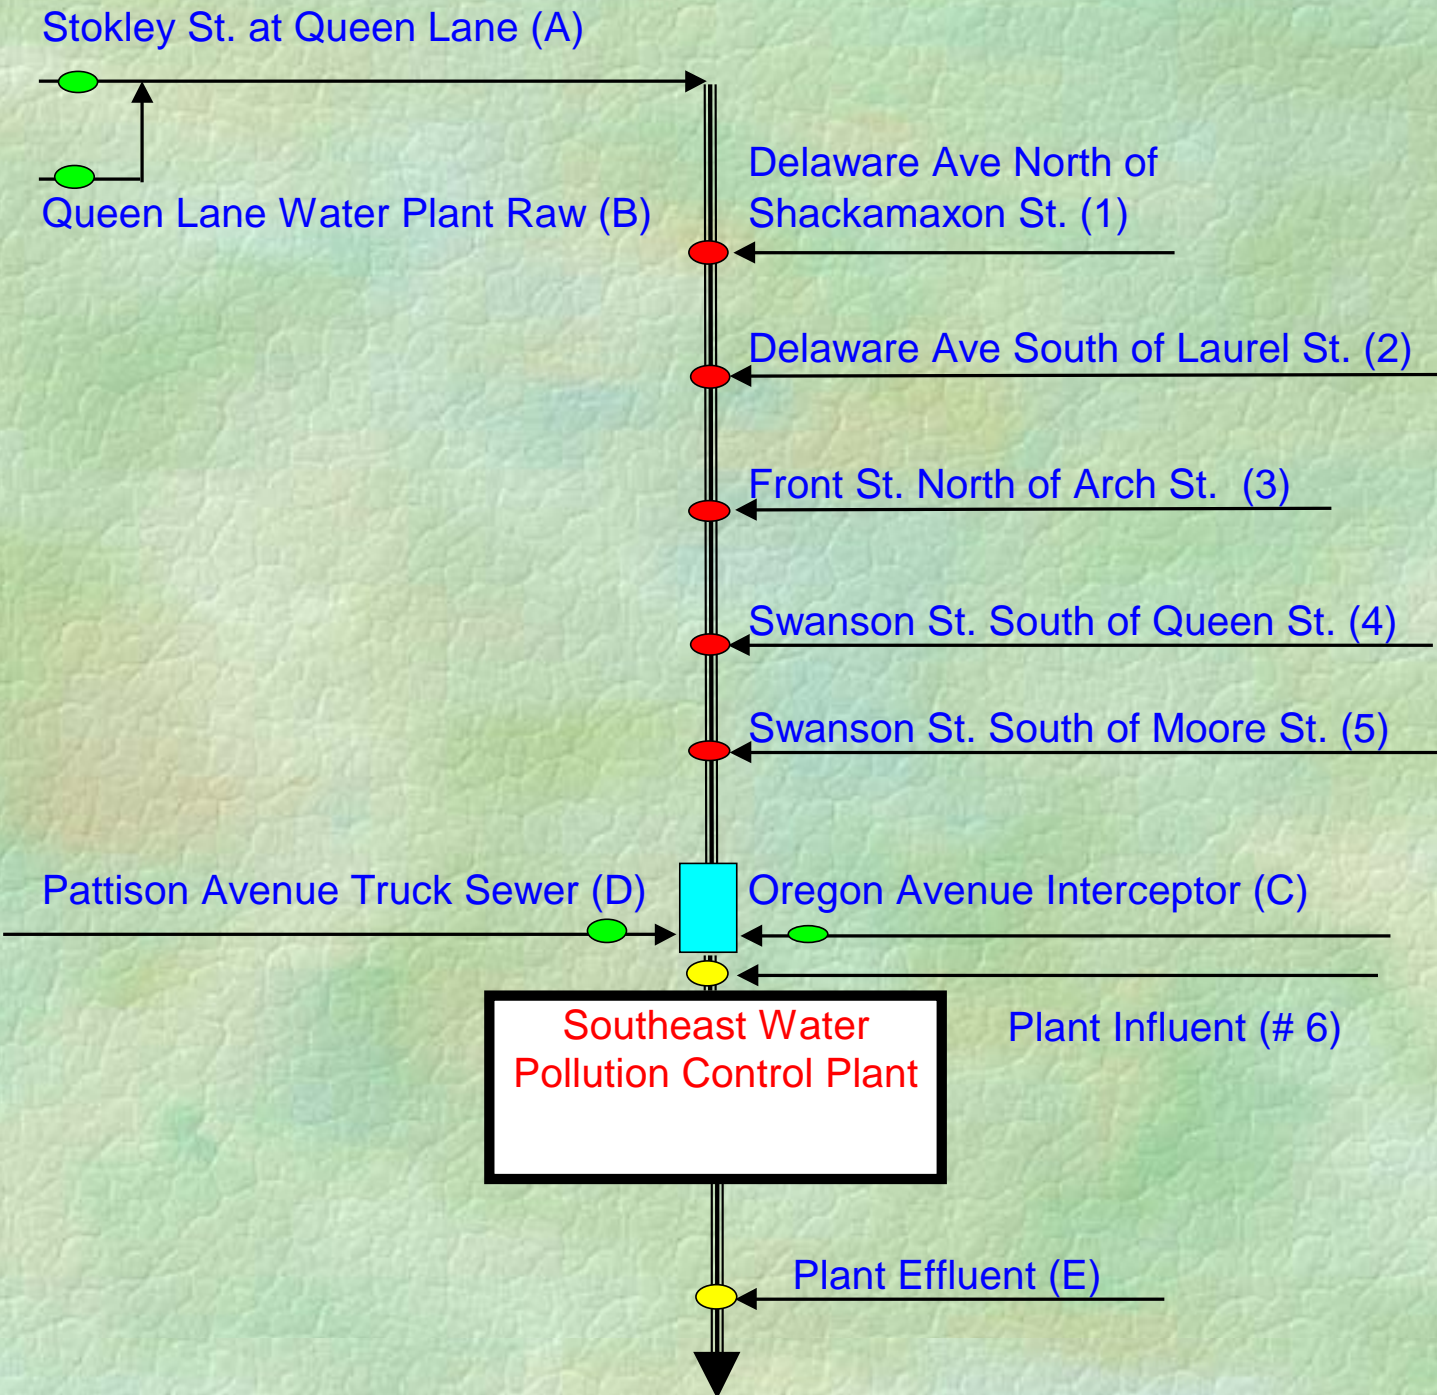 Stokley St. at Queen Lane (A)
Queen Lane Water Plant Raw (B)
Delaware Ave North of
Shackamaxon St. (1)
Delaware Ave South of Laurel St. (2)
Front St. North of Arch St. (3)
Swanson St. South of Queen St. (4)
Swanson St. South of Moore St. (5)
Pattison Avenue Truck Sewer (D)
Oregon Avenue Interceptor (C)
Plant Influent (# 6)
Southeast Water
Pollution Control Plant
Plant Effluent (E)